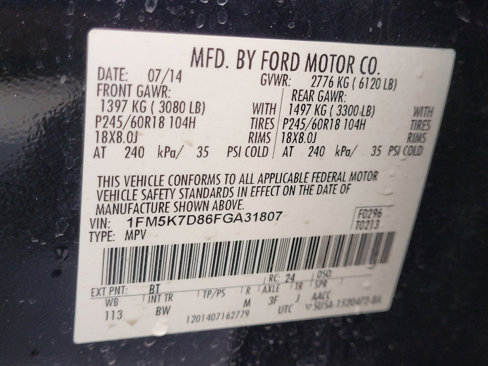 MFD. BY FORD MOTOR CO.
DATE: 07/14 GVWR: 2776 KG ( 6120 LB)
FRONT GAWR: REAR GAWR:
1397 KG ( 3080 LB) WITH 1497 KG ( 3300 LB) WITH
P245/60R18 104H TIRES P245/60R18 104H TIRES
18X8.0J RIMS 18X8.0J RIMS
AT 240 kPa/ 35 PSI COLD AT 240 kPa/ 35 PSI COLD
THIS VEHICLE CONFORMS TO ALL APPLICABLE FEDERAL MOTOR
VEHICLE SAFETY STANDARDS IN EFFECT ON THE DATE OF
MANUFACTURE SHOWN ABOVE.
VIN: 1FM5K7D86FGA31807 F0296
TYPE: MPV T0213
EXT PNT: BT RC: 24 DSO:
WB INT TR TP/PS R AXLE TR SPR
113 BW M 3F J AACC
1201407162779 UTC